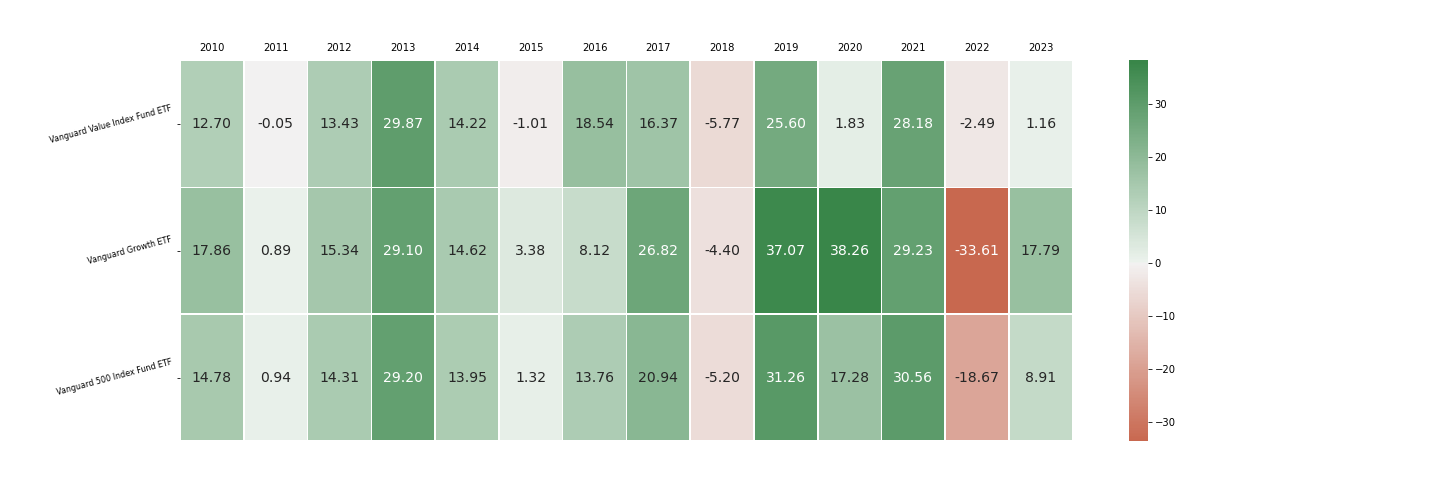 2010 2011 2012 2013 2014 2015 2016 2017 2018 2019 2020 2021 2022 2023
Vanguard Value Index Fund ETF 12.70 -0.05 13.43 29.87 14.22 -1.01 18.54 16.37 -5.77 25.60 1.83 28.18 -2.49 1.16
Vanguard Growth ETF 17.86 0.89 15.34 29.10 14.62 3.38 8.12 26.82 -4.40 37.07 38.26 29.23 -33.61 17.79
Vanguard 500 Index Fund ETF 14.78 0.94 14.31 29.20 13.95 1.32 13.76 20.94 -5.20 31.26 17.28 30.56 -18.67 8.91
30
20
10
0
−10
−20
−30